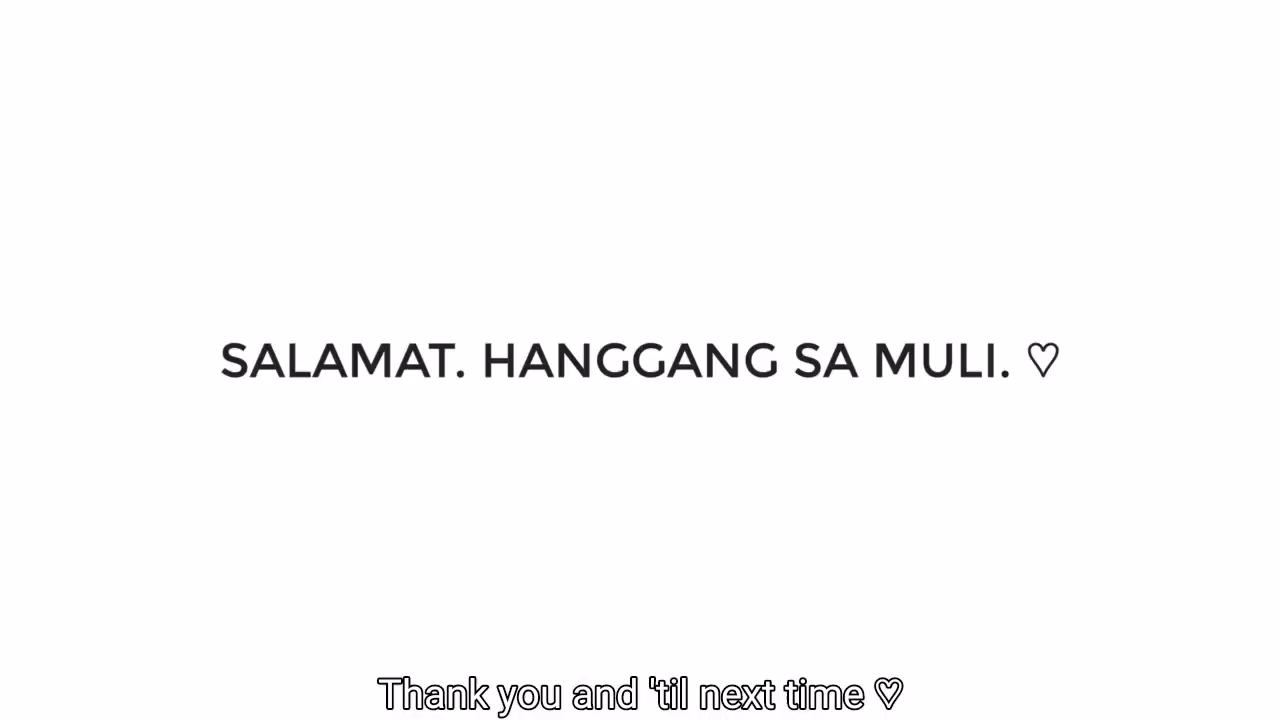 SALAMAT. HANGGANG SA MULI. ♡
Thank you and 'til next time ♡